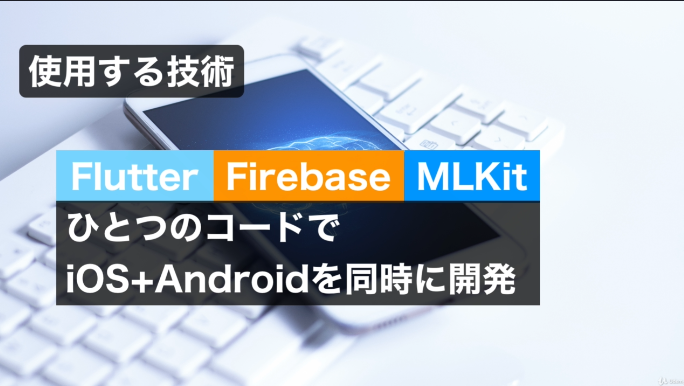 使用する技術
Flutter Firebase MLKit
ひとつのコードで
iOS+Androidを同時に開発